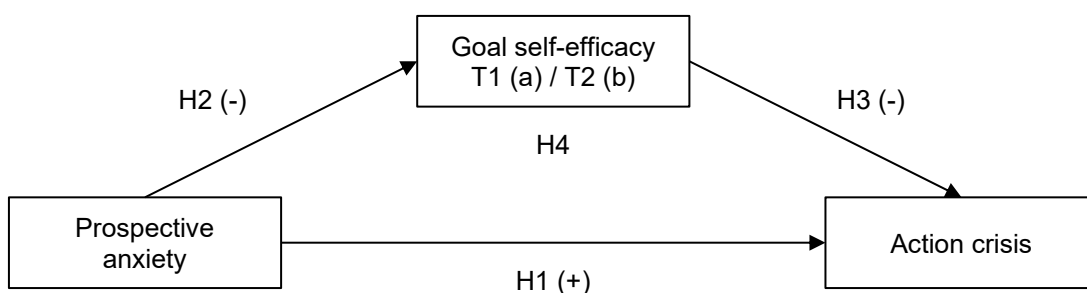 Goal self-efficacy
T1 (a) / T2 (b)
H2 (-)
H3 (-)
H4
Prospective
anxiety
Action crisis
H1 (+)